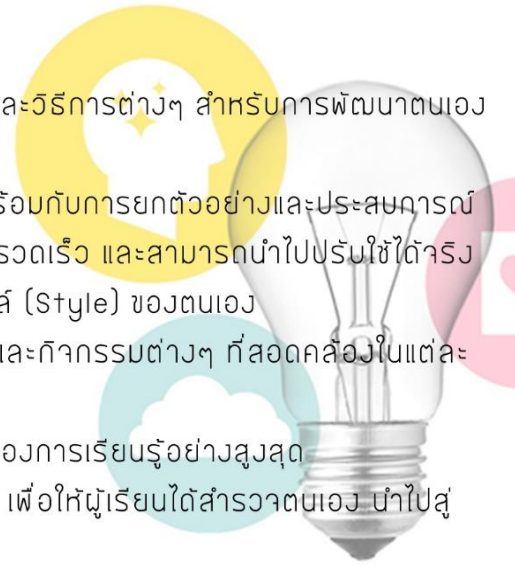 ละวิธีการต่างๆ สำหรับการพัฒนาตนเอง
ร้อมกับการยกตัวอย่างและประสบการณ์
รวดเร็ว และสามารถนำไปปรับใช้ได้จริง
ล์ (Style) ของตนเอง
และกิจกรรมต่างๆ ที่สอดคล้องในแต่ละ
องการเรียนรู้อย่างสูงสุด
เพื่อให้ผู้เรียนได้สำรวจตนเอง นำไปสู่